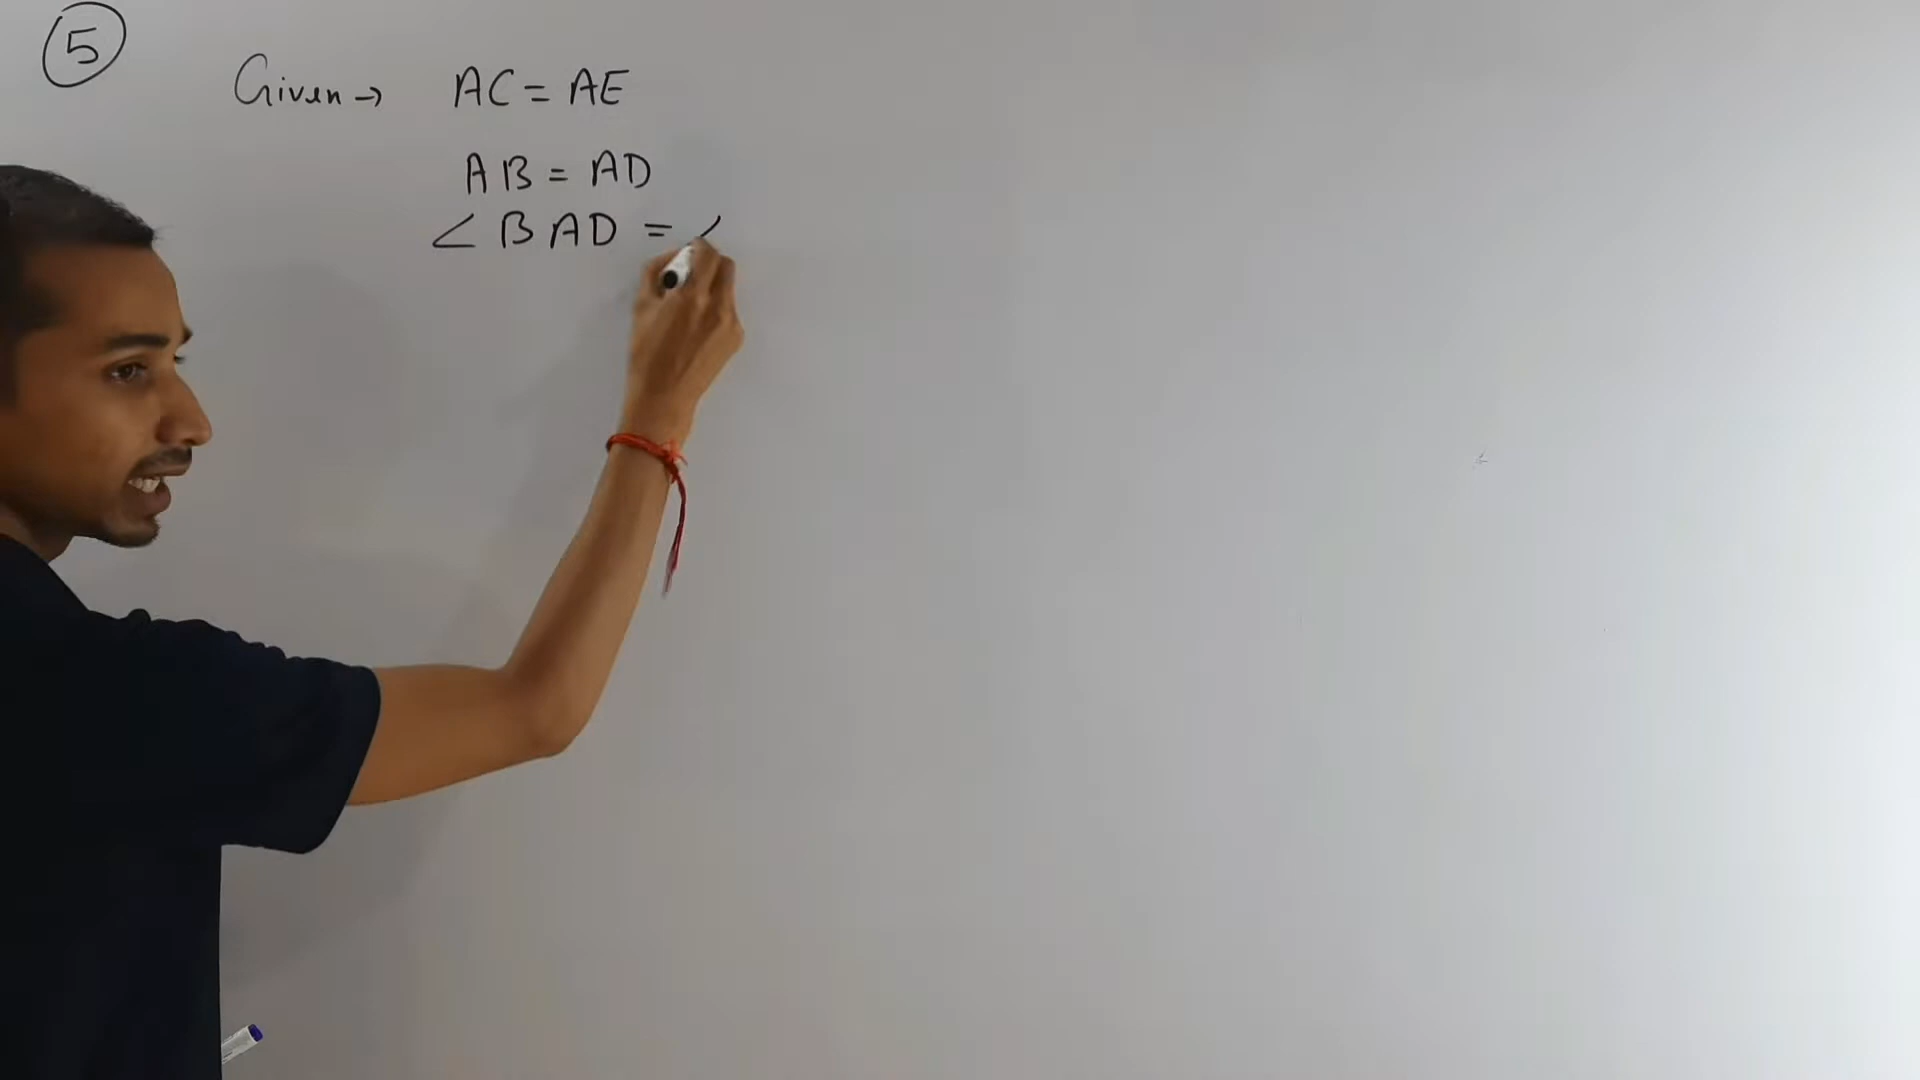 5
Given → AC = AE
AB = AD
∠ BAD = ∠